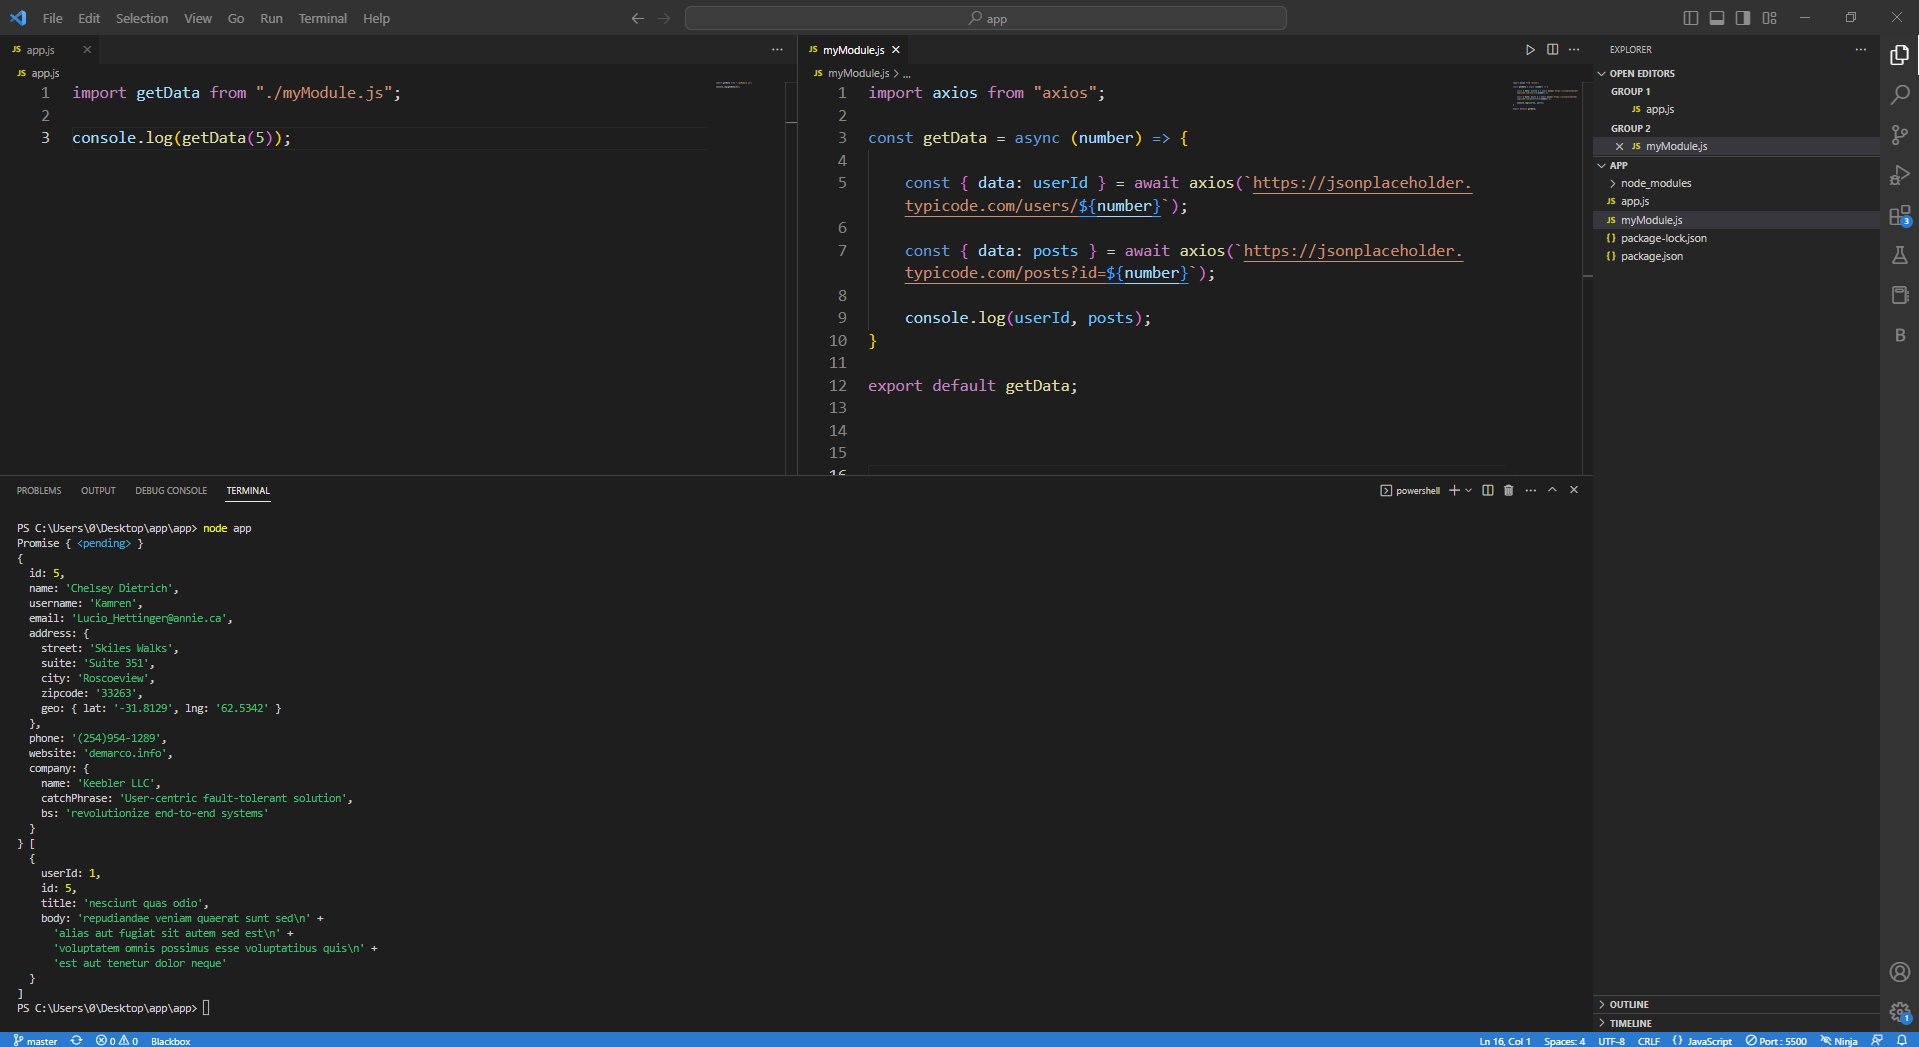 File Edit Selection View Go Run Terminal Help
app
JS app.js
JS app.js
1 import getData from "./myModule.js";
2
3 console.log(getData(5));
JS myModule.js
JS myModule.js > ...
1 import axios from "axios";
2
3 const getData = async (number) => {
4
5 const { data: userId } = await axios(`https://jsonplaceholder.
typicode.com/users/${number}`);
6
7 const { data: posts } = await axios(`https://jsonplaceholder.
typicode.com/posts?id=${number}`);
8
9 console.log(userId, posts);
10 }
11
12 export default getData;
13
14
15
16
EXPLORER
OPEN EDITORS
GROUP 1
JS app.js
GROUP 2
JS myModule.js
APP
node_modules
JS app.js
JS myModule.js
{} package-lock.json
{} package.json
OUTLINE
TIMELINE
3
B
1
PROBLEMS OUTPUT DEBUG CONSOLE TERMINAL
powershell
PS C:\Users\0\Desktop\app\app> node app
Promise { <pending> }
{
id: 5,
name: 'Chelsey Dietrich',
username: 'Kamren',
email: 'Lucio_Hettinger@annie.ca',
address: {
street: 'Skiles Walks',
suite: 'Suite 351',
city: 'Roscoeview',
zipcode: '33263',
geo: { lat: '-31.8129', lng: '62.5342' }
},
phone: '(254)954-1289',
website: 'demarco.info',
company: {
name: 'Keebler LLC',
catchPhrase: 'User-centric fault-tolerant solution',
bs: 'revolutionize end-to-end systems'
}
} [
{
userId: 1,
id: 5,
title: 'nesciunt quas odio',
body: 'repudiandae veniam quaerat sunt sed\n' +
'alias aut fugiat sit autem sed est\n' +
'voluptatem omnis possimus esse voluptatibus quis\n' +
'est aut tenetur dolor neque'
}
]
PS C:\Users\0\Desktop\app\app>
master 0 0 Blackbox
Ln 16, Col 1 Spaces: 4 UTF-8 CRLF {} JavaScript Port : 5500 Ninja